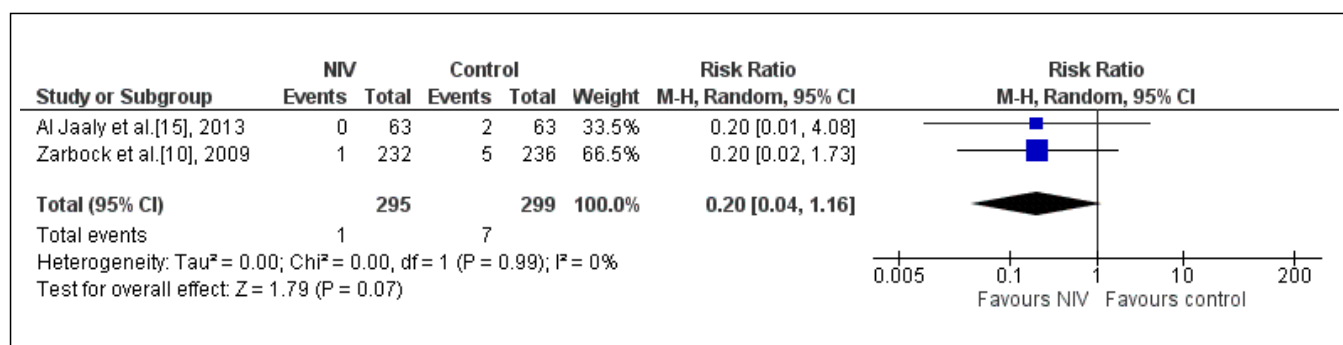 NIV Control Risk Ratio Risk Ratio
Study or Subgroup Events Total Events Total Weight M-H, Random, 95% CI M-H, Random, 95% CI
Al Jaaly et al.[15], 2013 0 63 2 63 33.5% 0.20 [0.01, 4.08]
Zarbock et al.[10], 2009 1 232 5 236 66.5% 0.20 [0.02, 1.73]
Total (95% CI) 295 299 100.0% 0.20 [0.04, 1.16]
Total events 1 7
Heterogeneity: Tau² = 0.00; Chi² = 0.00, df = 1 (P = 0.99); I² = 0%
Test for overall effect: Z = 1.79 (P = 0.07)
0.005 0.1 1 10 200
Favours NIV Favours control